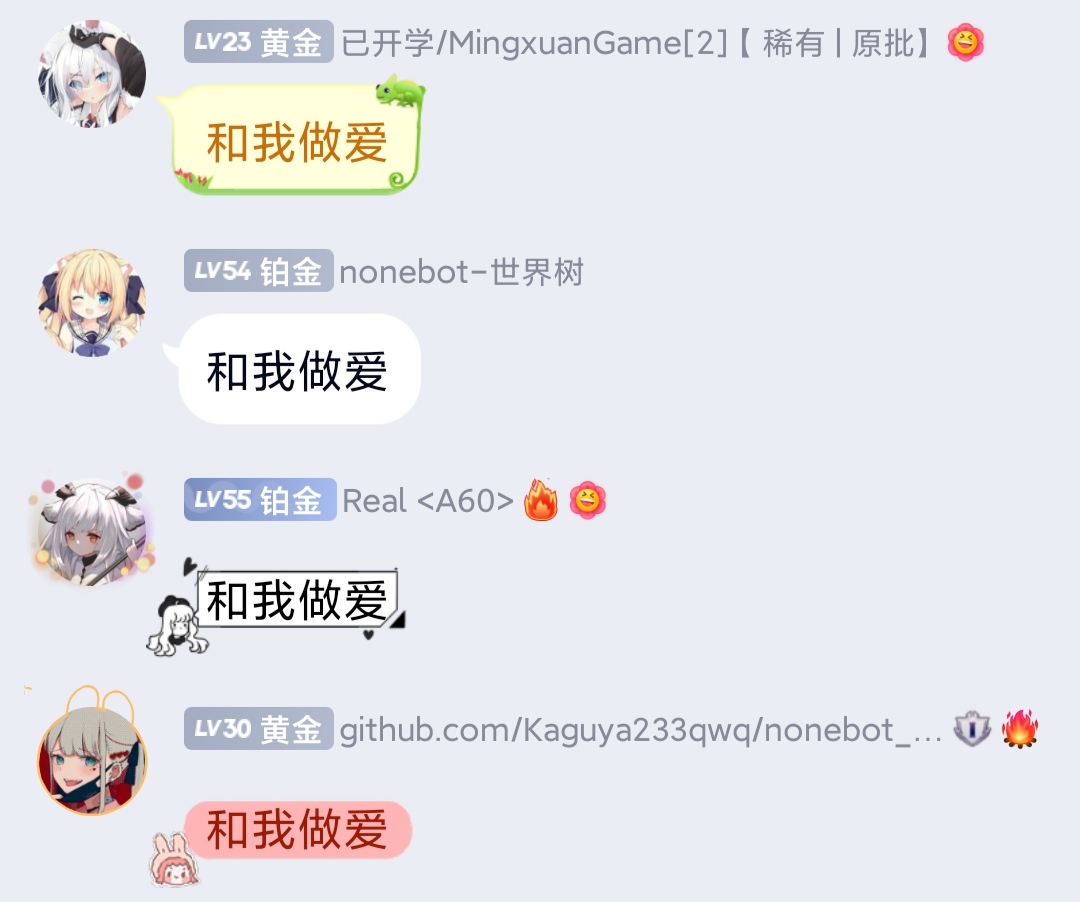 LV23 黄金 已开学/MingxuanGame[2]【 稀有 | 原批】
和我做爱
LV54 铂金 nonebot-世界树
和我做爱
LV55 铂金 Real <A60>
和我做爱
LV30 黄金 github.com/Kaguya233qwq/nonebot_...
和我做爱